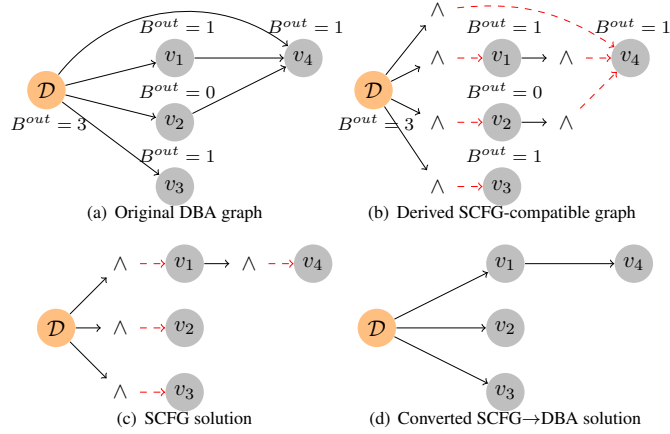 B^out = 1 B^out = 1
v_1 v_4
D
B^out = 3
B^out = 0
v_2
B^out = 1
v_3
(a) Original DBA graph
∧
B^out = 1 B^out = 1
∧ v_1 ∧ v_4
D
B^out = 3
B^out = 0
∧ v_2 ∧
B^out = 1
∧ v_3
(b) Derived SCFG-compatible graph
∧ v_1 ∧ v_4
D ∧ v_2
∧ v_3
(c) SCFG solution
v_1 v_4
D v_2
v_3
(d) Converted SCFG→DBA solution